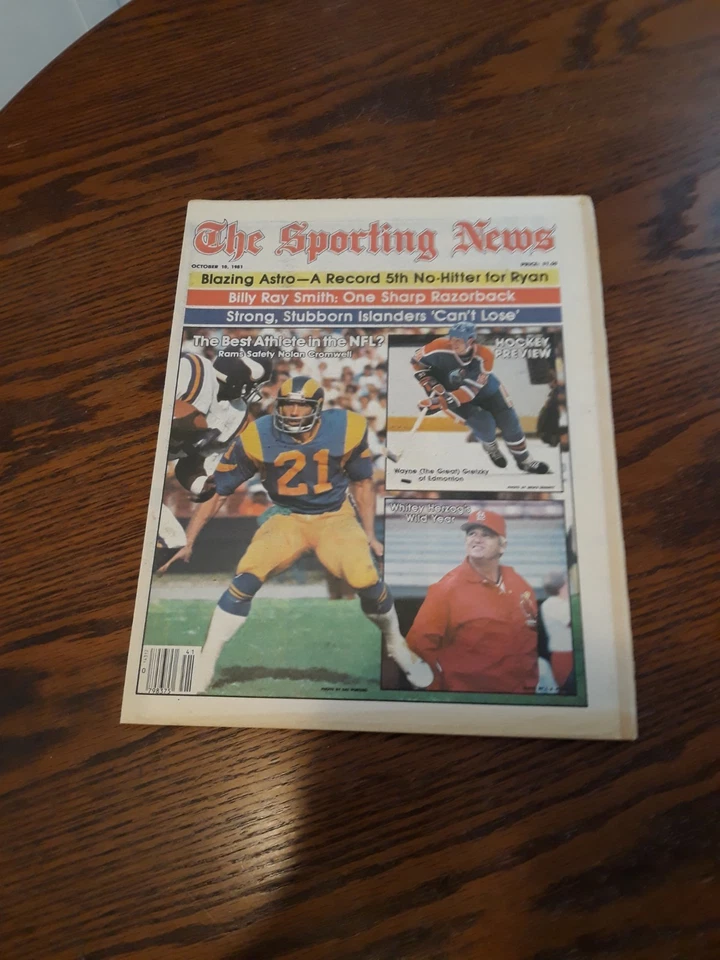 The Sporting News
OCTOBER 10, 1981
Blazing Astro—A Record 5th No-Hitter for Ryan
Billy Ray Smith: One Sharp Razorback
Strong, Stubborn Islanders 'Can't Lose'
The Best Athlete in the NFL?
Rams Safety Nolan Cromwell
HOCKEY
PREVIEW
21
Wayne (The Great) Gretzky
of Edmonton
Whitey Herzog's
Wild Year
41